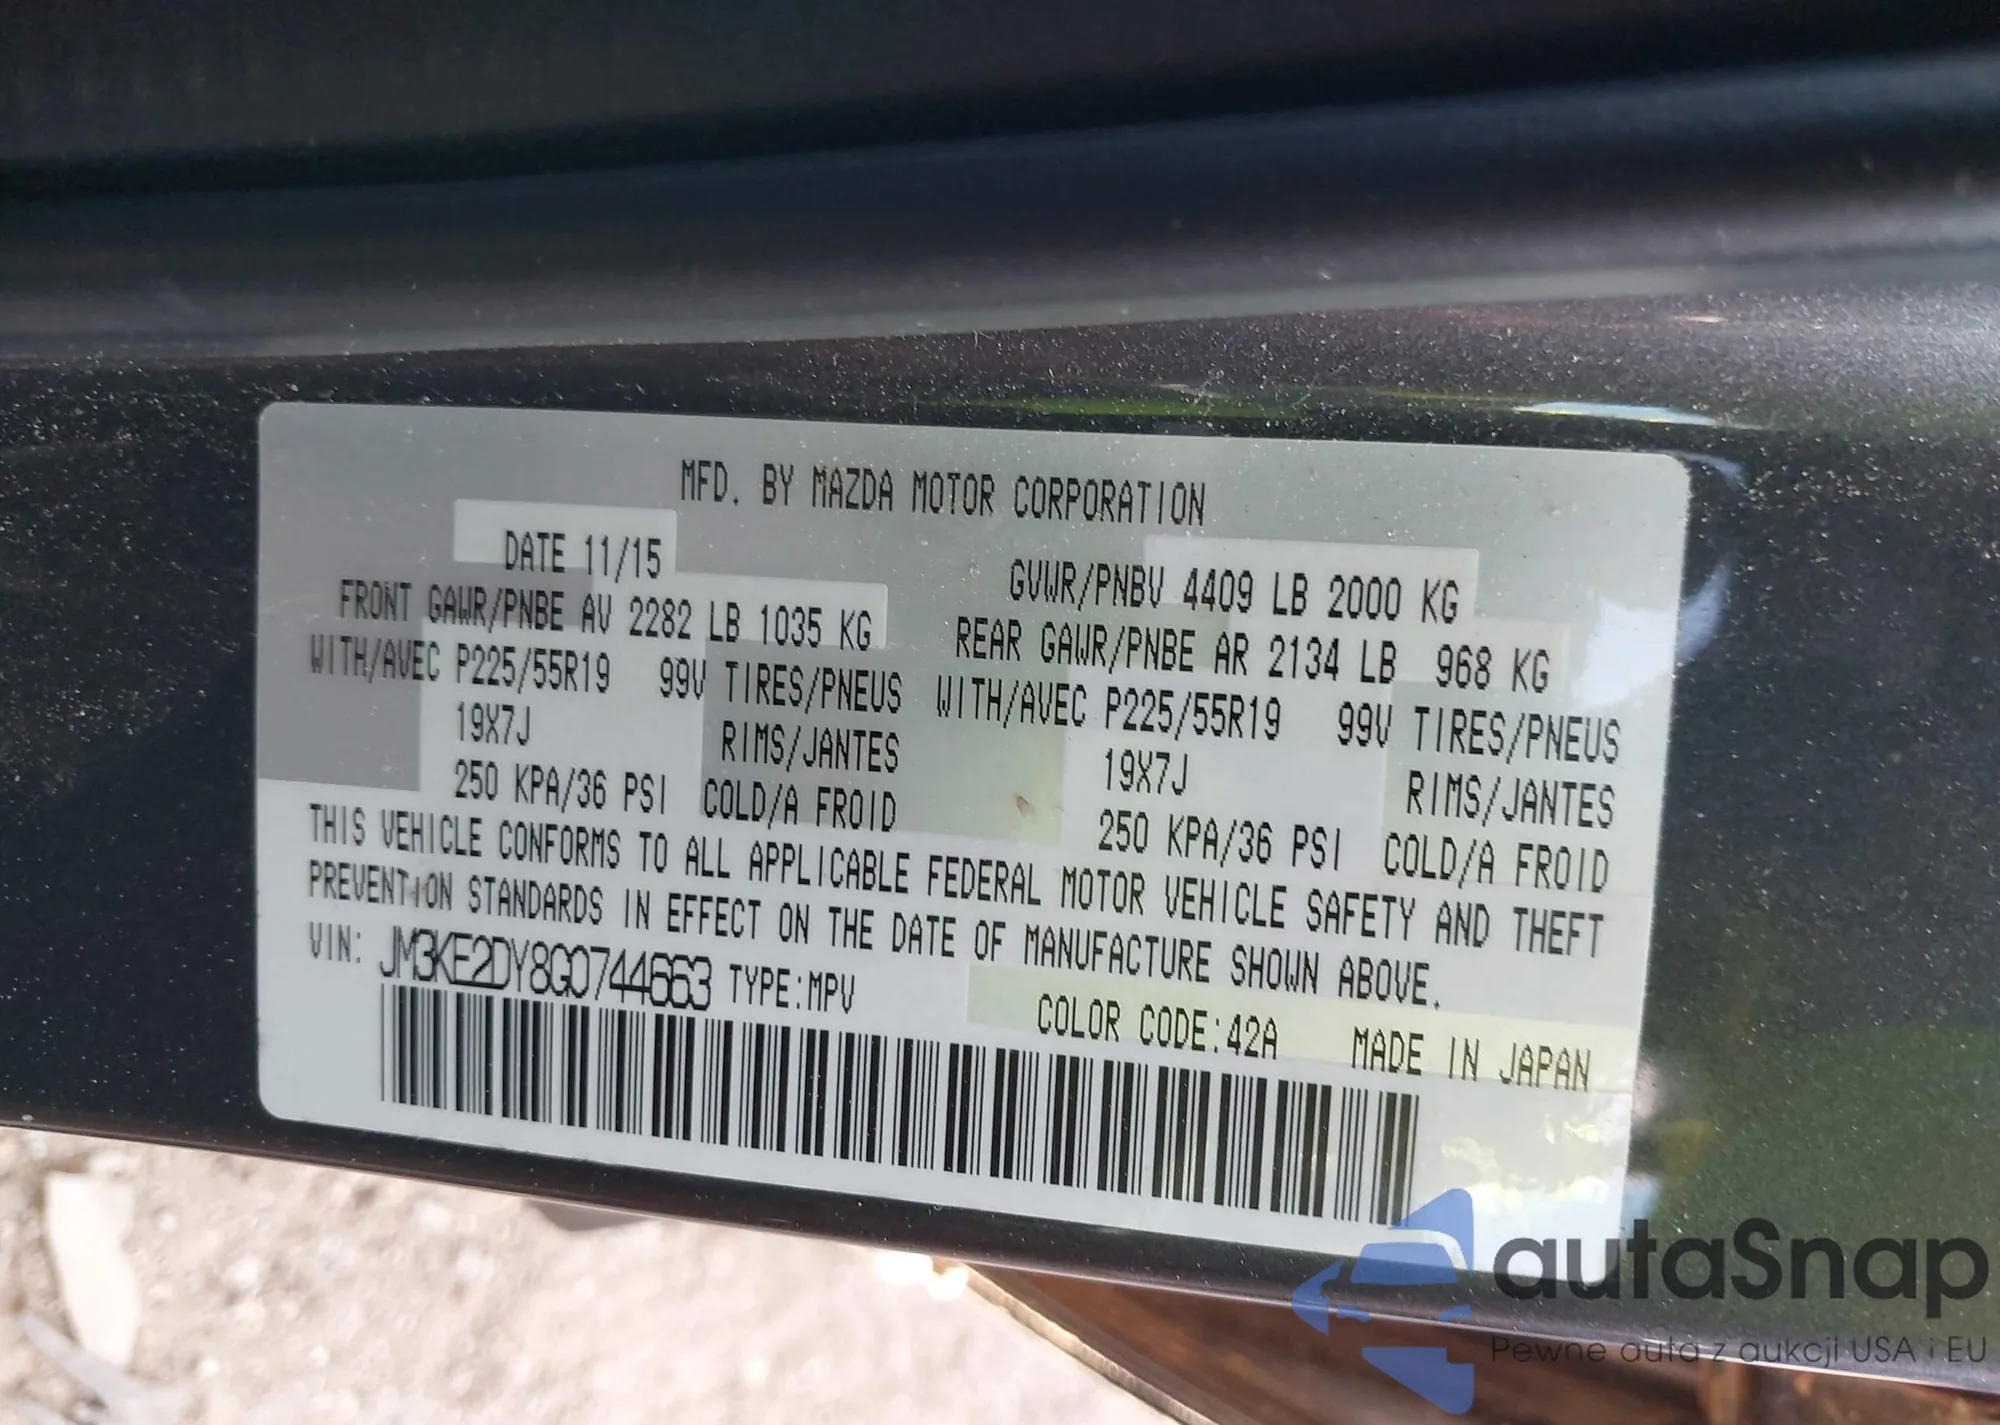 MFD. BY MAZDA MOTOR CORPORATION
DATE 11/15
GVWR/PNBV 4409 LB 2000 KG
FRONT GAWR/PNBE AV 2282 LB 1035 KG
REAR GAWR/PNBE AR 2134 LB 968 KG
WITH/AVEC P225/55R19 99V TIRES/PNEUS
WITH/AVEC P225/55R19 99V TIRES/PNEUS
19X7J RIMS/JANTES
19X7J RIMS/JANTES
250 KPA/36 PSI COLD/A FROID
250 KPA/36 PSI COLD/A FROID
THIS VEHICLE CONFORMS TO ALL APPLICABLE FEDERAL MOTOR VEHICLE SAFETY AND THEFT
PREVENTION STANDARDS IN EFFECT ON THE DATE OF MANUFACTURE SHOWN ABOVE.
VIN: JM3KE2DY8G0744663 TYPE:MPV
COLOR CODE:42A MADE IN JAPAN
autaSnap
Pewne auta z aukcji USA i EU